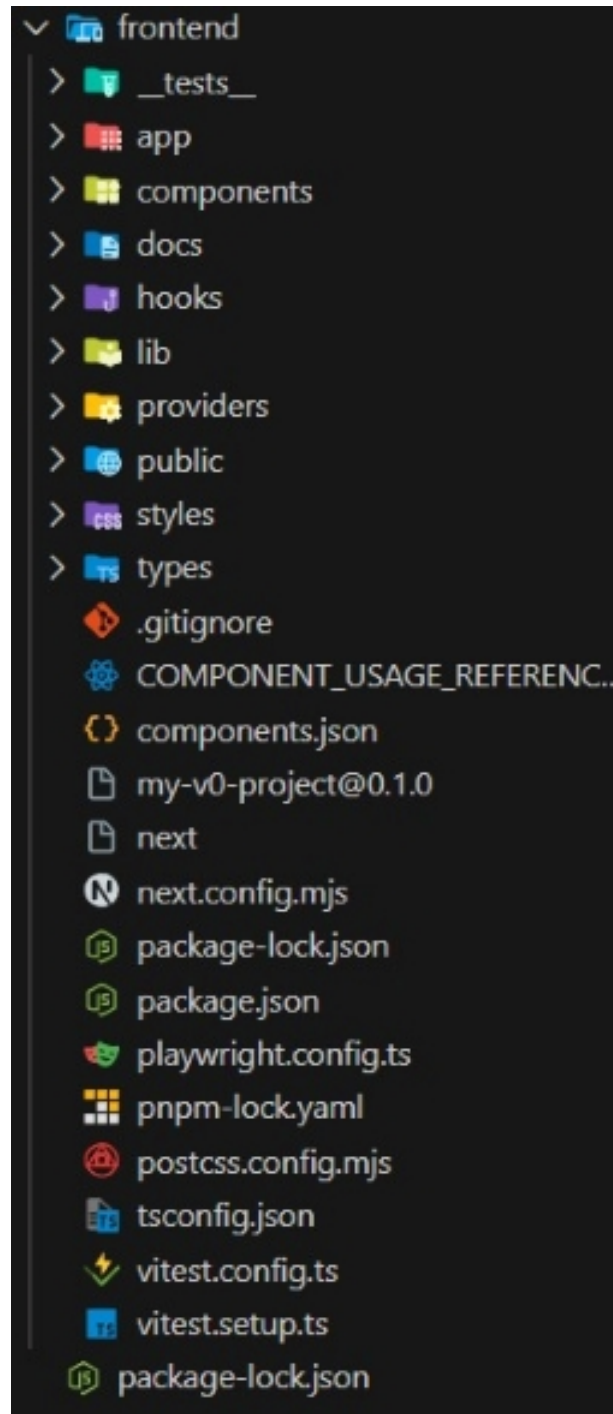 frontend
__tests__
app
components
docs
hooks
lib
providers
public
styles
types
.gitignore
COMPONENT_USAGE_REFERENC...
components.json
my-v0-project@0.1.0
next
next.config.mjs
package-lock.json
package.json
playwright.config.ts
pnpm-lock.yaml
postcss.config.mjs
tsconfig.json
vitest.config.ts
vitest.setup.ts
package-lock.json